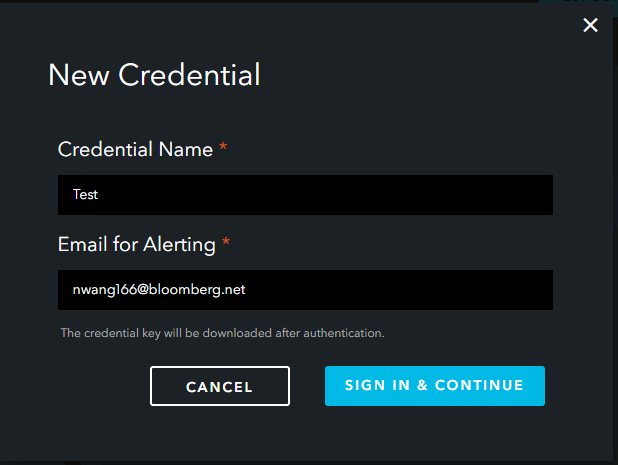 New Credential
Credential Name *
Test
Email for Alerting *
nwang166@bloomberg.net
The credential key will be downloaded after authentication.
CANCEL
SIGN IN & CONTINUE